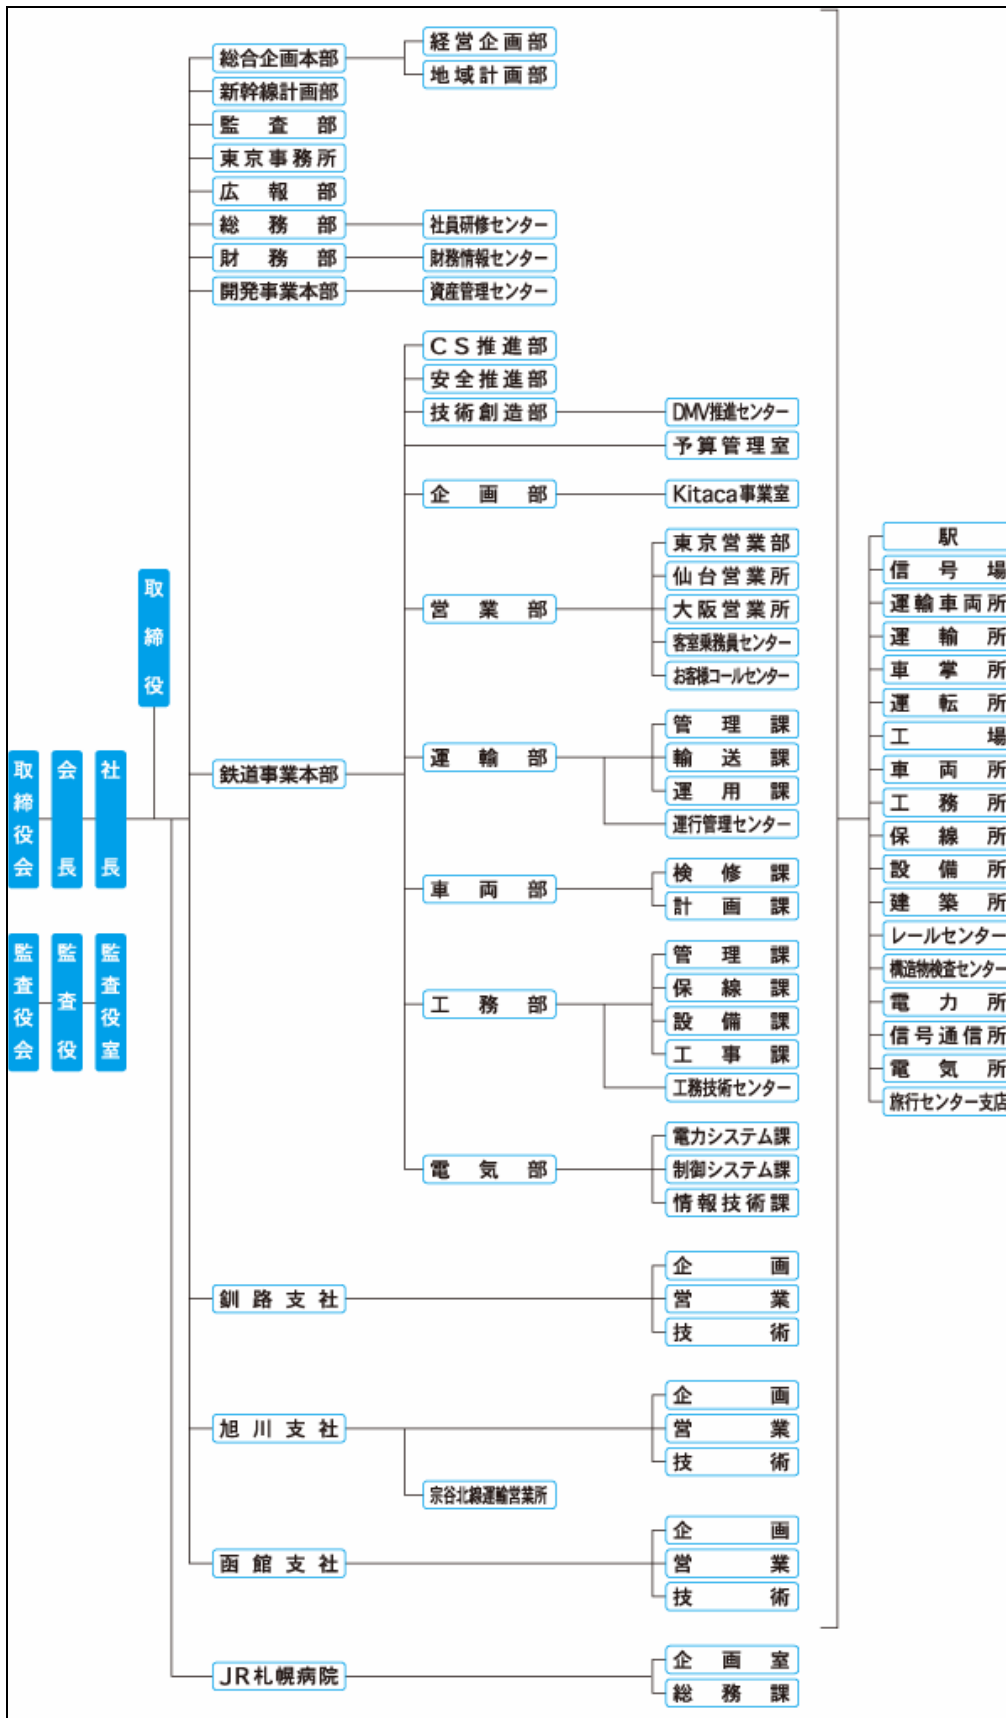 総合企画本部
経営企画部
地域計画部
新幹線計画部
監査部
東京事務所
広報部
総務部
社員研修センター
財務部
財務情報センター
開発事業本部
資産管理センター
CS推進部
安全推進部
技術創造部
DMV推進センター
予算管理室
企画部
Kitaca事業室
営業部
東京営業部
仙台営業所
大阪営業所
客室乗務員センター
お客様コールセンター
取締役
鉄道事業本部
運輸部
管理課
輸送課
運用課
運行管理センター
取締役会
会長
社長
車両部
検修課
計画課
監査役会
監査役
監査役室
工務部
管理課
保線課
設備課
工事課
工務技術センター
電気部
電力システム課
制御システム課
情報技術課
釧路支社
企画
営業
技術
旭川支社
企画
営業
技術
宗谷北線運輸営業所
函館支社
企画
営業
技術
JR札幌病院
企画室
総務課
駅
信号場
運輸車両所
運輸所
車掌所
運転所
工場
車両所
工務所
保線所
設備所
建築所
レールセンター
構造物検査センター
電力所
信号通信所
電気所
旅行センター支店